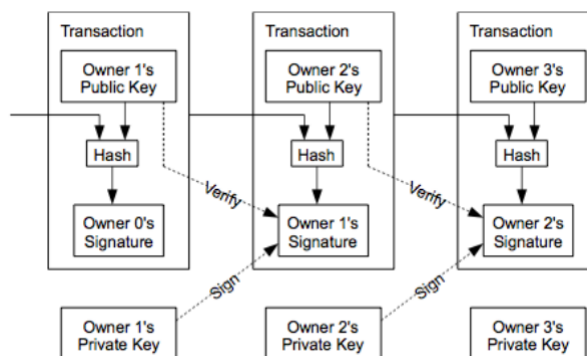 Transaction
Owner 1's
Public Key
Hash
Owner 0's
Signature
Transaction
Owner 2's
Public Key
Hash
Verify
Owner 1's
Signature
Transaction
Owner 3's
Public Key
Hash
Verify
Owner 2's
Signature
Sign
Sign
Owner 1's
Private Key
Owner 2's
Private Key
Owner 3's
Private Key